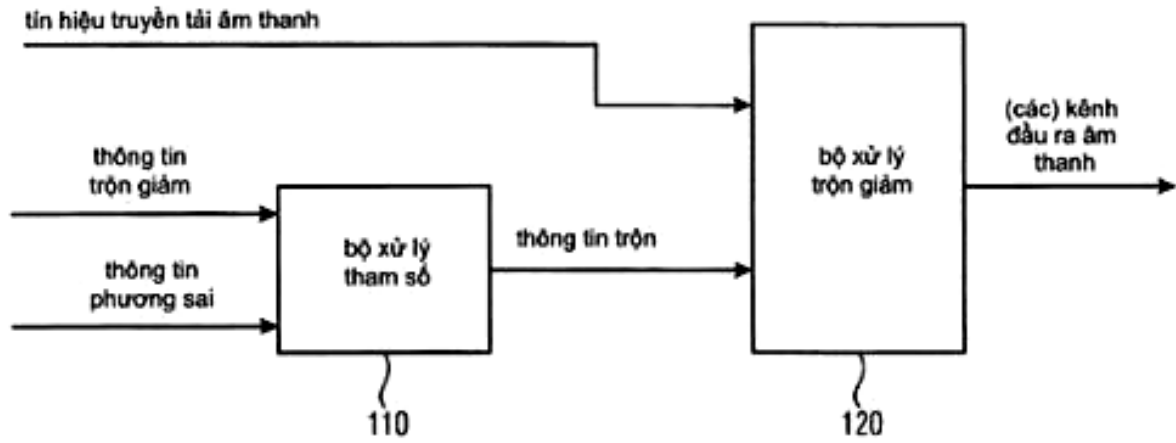 tín hiệu truyền tải âm thanh
(các) kênh
đầu ra âm
thanh
thông tin
trộn giảm
bộ xử lý
trộn giảm
bộ xử lý
tham số
thông tin trộn
thông tin
phương sai
110
120